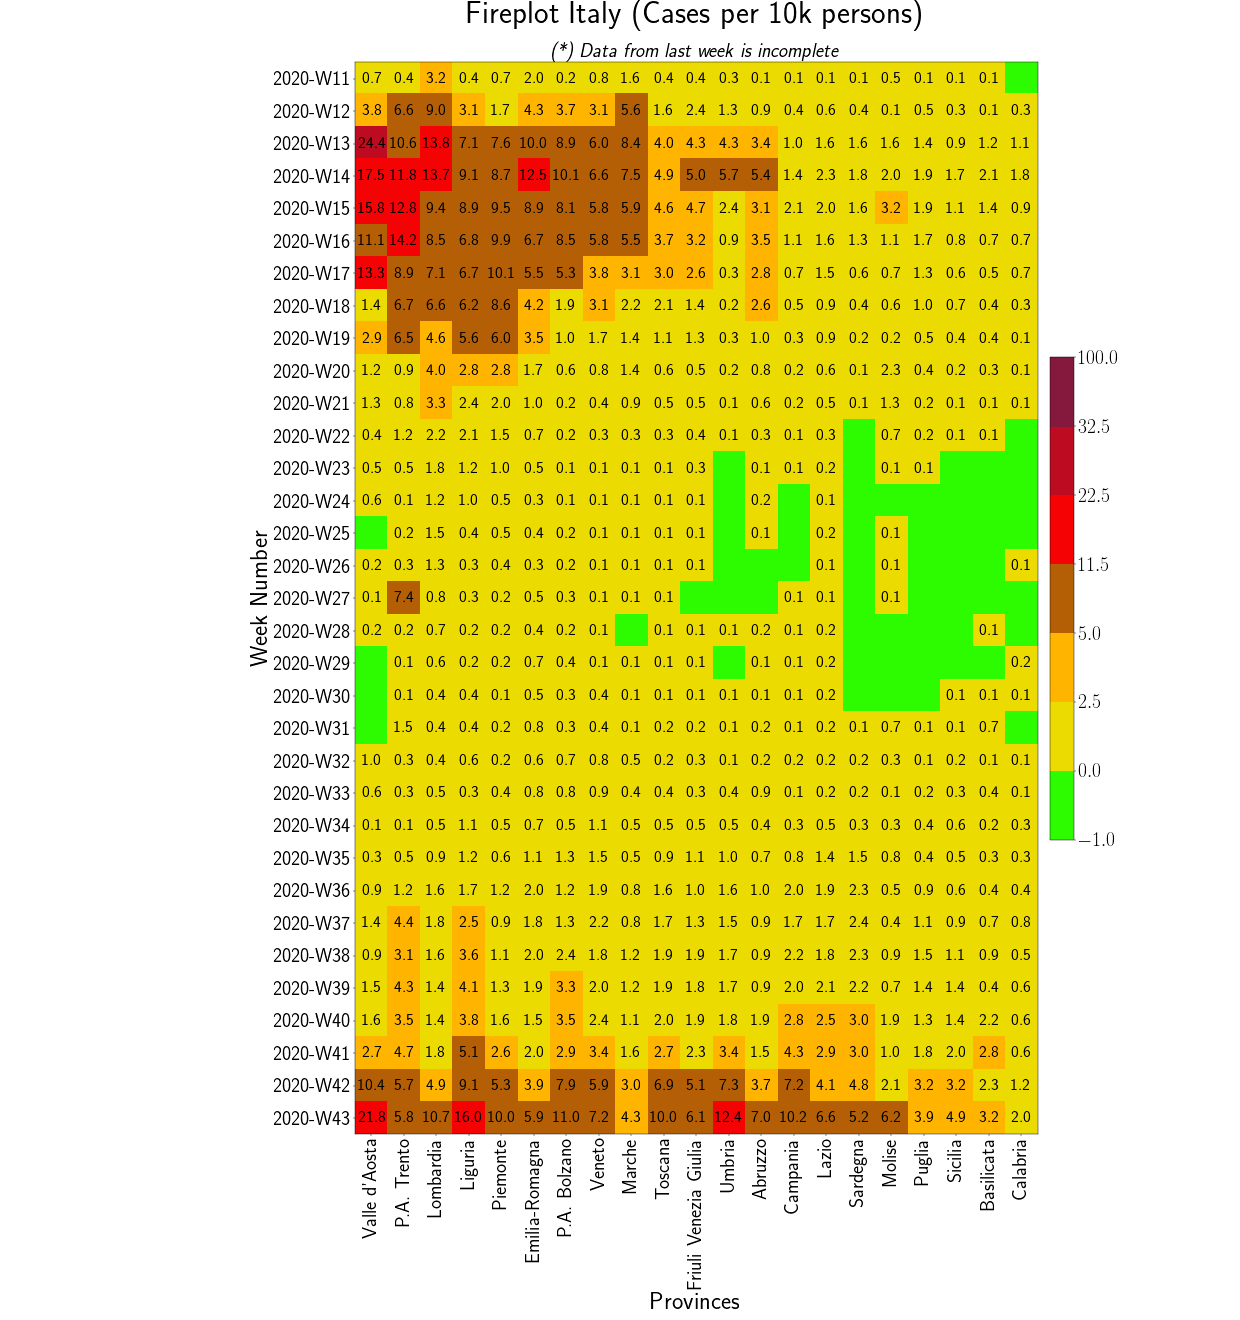 Fireplot Italy (Cases per 10k persons)
(*) Data from last week is incomplete
2020-W11 0.7 0.4 3.2 0.4 0.7 2.0 0.2 0.8 1.6 0.4 0.4 0.3 0.1 0.1 0.1 0.1 0.5 0.1 0.1 0.1
2020-W12 3.8 6.6 9.0 3.1 1.7 4.3 3.7 3.1 5.6 1.6 2.4 1.3 0.9 0.4 0.6 0.4 0.1 0.5 0.3 0.1 0.3
2020-W13 24.4 10.6 13.8 7.1 7.6 10.0 8.9 6.0 8.4 4.0 4.3 4.3 3.4 1.0 1.6 1.6 1.6 1.4 0.9 1.2 1.1
2020-W14 17.5 11.8 13.7 9.1 8.7 12.5 10.1 6.6 7.5 4.9 5.0 5.7 5.4 1.4 2.3 1.8 2.0 1.9 1.7 2.1 1.8
2020-W15 15.8 12.8 9.4 8.9 9.5 8.9 8.1 5.8 5.9 4.6 4.7 2.4 3.1 2.1 2.0 1.6 3.2 1.9 1.1 1.4 0.9
2020-W16 11.1 14.2 8.5 6.8 9.9 6.7 8.5 5.8 5.5 3.7 3.2 0.9 3.5 1.1 1.6 1.3 1.1 1.7 0.8 0.7 0.7
2020-W17 13.3 8.9 7.1 6.7 10.1 5.5 5.3 3.8 3.1 3.0 2.6 0.3 2.8 0.7 1.5 0.6 0.7 1.3 0.6 0.5 0.7
2020-W18 1.4 6.7 6.6 6.2 8.6 4.2 1.9 3.1 2.2 2.1 1.4 0.2 2.6 0.5 0.9 0.4 0.6 1.0 0.7 0.4 0.3
2020-W19 2.9 6.5 4.6 5.6 6.0 3.5 1.0 1.7 1.4 1.1 1.3 0.3 1.0 0.3 0.9 0.2 0.2 0.5 0.4 0.4 0.1
2020-W20 1.2 0.9 4.0 2.8 2.8 1.7 0.6 0.8 1.4 0.6 0.5 0.2 0.8 0.2 0.6 0.1 2.3 0.4 0.2 0.3 0.1
2020-W21 1.3 0.8 3.3 2.4 2.0 1.0 0.2 0.4 0.9 0.5 0.5 0.1 0.6 0.2 0.5 0.1 1.3 0.2 0.1 0.1 0.1
2020-W22 0.4 1.2 2.2 2.1 1.5 0.7 0.2 0.3 0.3 0.3 0.4 0.1 0.3 0.1 0.3 0.7 0.2 0.1 0.1
2020-W23 0.5 0.5 1.8 1.2 1.0 0.5 0.1 0.1 0.1 0.1 0.3 0.1 0.1 0.2 0.1 0.1
2020-W24 0.6 0.1 1.2 1.0 0.5 0.3 0.1 0.1 0.1 0.1 0.1 0.2 0.1
2020-W25 0.2 1.5 0.4 0.5 0.4 0.2 0.1 0.1 0.1 0.1 0.1 0.2 0.1
2020-W26 0.2 0.3 1.3 0.3 0.4 0.3 0.2 0.1 0.1 0.1 0.1 0.1 0.1 0.1
2020-W27 0.1 7.4 0.8 0.3 0.2 0.5 0.3 0.1 0.1 0.1 0.1 0.1 0.1
2020-W28 0.2 0.2 0.7 0.2 0.2 0.4 0.2 0.1 0.1 0.1 0.1 0.2 0.1 0.2 0.1
2020-W29 0.1 0.6 0.2 0.2 0.7 0.4 0.1 0.1 0.1 0.1 0.1 0.1 0.2 0.2
2020-W30 0.1 0.4 0.4 0.1 0.5 0.3 0.4 0.1 0.1 0.1 0.1 0.1 0.1 0.2 0.1 0.1 0.1
2020-W31 1.5 0.4 0.4 0.2 0.8 0.3 0.4 0.1 0.2 0.2 0.1 0.2 0.1 0.2 0.1 0.7 0.1 0.1 0.7
2020-W32 1.0 0.3 0.4 0.6 0.2 0.6 0.7 0.8 0.5 0.2 0.3 0.1 0.2 0.2 0.2 0.2 0.3 0.1 0.2 0.1 0.1
2020-W33 0.6 0.3 0.5 0.3 0.4 0.8 0.8 0.9 0.4 0.4 0.3 0.4 0.9 0.1 0.2 0.2 0.1 0.2 0.3 0.4 0.1
2020-W34 0.1 0.1 0.5 1.1 0.5 0.7 0.5 1.1 0.5 0.5 0.5 0.5 0.4 0.3 0.5 0.3 0.3 0.4 0.6 0.2 0.3
2020-W35 0.3 0.5 0.9 1.2 0.6 1.1 1.3 1.5 0.5 0.9 1.1 1.0 0.7 0.8 1.4 1.5 0.8 0.4 0.5 0.3 0.3
2020-W36 0.9 1.2 1.6 1.7 1.2 2.0 1.2 1.9 0.8 1.6 1.0 1.6 1.0 2.0 1.9 2.3 0.5 0.9 0.6 0.4 0.4
2020-W37 1.4 4.4 1.8 2.5 0.9 1.8 1.3 2.2 0.8 1.7 1.3 1.5 0.9 1.7 1.7 2.4 0.4 1.1 0.9 0.7 0.8
2020-W38 0.9 3.1 1.6 3.6 1.1 2.0 2.4 1.8 1.2 1.9 1.9 1.7 0.9 2.2 1.8 2.3 0.9 1.5 1.1 0.9 0.5
2020-W39 1.5 4.3 1.4 4.1 1.3 1.9 3.3 2.0 1.2 1.9 1.8 1.7 0.9 2.0 2.1 2.2 0.7 1.4 1.4 0.4 0.6
2020-W40 1.6 3.5 1.4 3.8 1.6 1.5 3.5 2.4 1.1 2.0 1.9 1.8 1.9 2.8 2.5 3.0 1.9 1.3 1.4 2.2 0.6
2020-W41 2.7 4.7 1.8 5.1 2.6 2.0 2.9 3.4 1.6 2.7 2.3 3.4 1.5 4.3 2.9 3.0 1.0 1.8 2.0 2.8 0.6
2020-W42 10.4 5.7 4.9 9.1 5.3 3.9 7.9 5.9 3.0 6.9 5.1 7.3 3.7 7.2 4.1 4.8 2.1 3.2 3.2 2.3 1.2
2020-W43 21.8 5.8 10.7 16.0 10.0 5.9 11.0 7.2 4.3 10.0 6.1 12.4 7.0 10.2 6.6 5.2 6.2 3.9 4.9 3.2 2.0
Week Number
Valle d'Aosta
P.A. Trento
Lombardia
Liguria
Piemonte
Emilia-Romagna
P.A. Bolzano
Veneto
Marche
Toscana
Friuli Venezia Giulia
Umbria
Abruzzo
Campania
Lazio
Sardegna
Molise
Puglia
Sicilia
Basilicata
Calabria
Provinces
100.0
32.5
22.5
11.5
5.0
2.5
0.0
−1.0